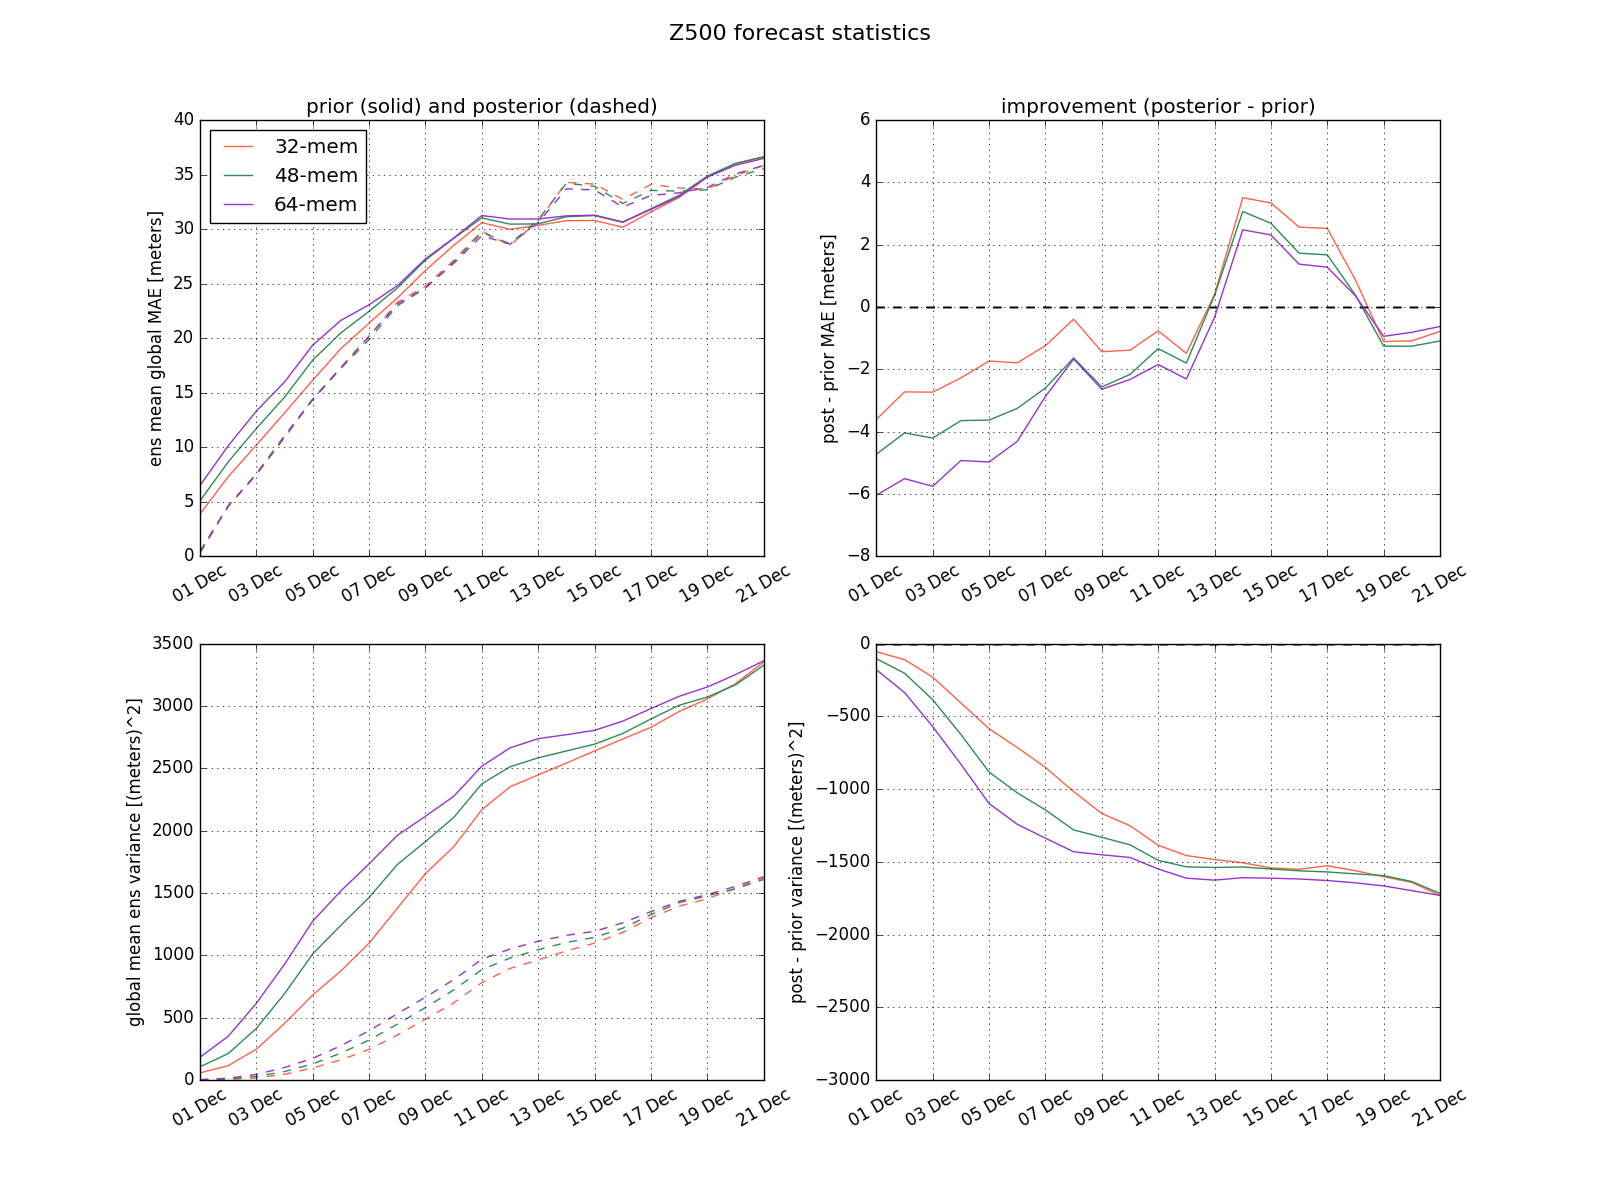 Z500 forecast statistics
prior (solid) and posterior (dashed)
40
35
30
25
20
15
10
5
0
ens mean global MAE [meters]
32-mem
48-mem
64-mem
01 Dec
03 Dec
05 Dec
07 Dec
09 Dec
11 Dec
13 Dec
15 Dec
17 Dec
19 Dec
21 Dec
improvement (posterior - prior)
6
4
2
0
−2
−4
−6
−8
post - prior MAE [meters]
01 Dec
03 Dec
05 Dec
07 Dec
09 Dec
11 Dec
13 Dec
15 Dec
17 Dec
19 Dec
21 Dec
3500
3000
2500
2000
1500
1000
500
0
global mean ens variance [(meters)^2]
01 Dec
03 Dec
05 Dec
07 Dec
09 Dec
11 Dec
13 Dec
15 Dec
17 Dec
19 Dec
21 Dec
0
−500
−1000
−1500
−2000
−2500
−3000
post - prior variance [(meters)^2]
01 Dec
03 Dec
05 Dec
07 Dec
09 Dec
11 Dec
13 Dec
15 Dec
17 Dec
19 Dec
21 Dec